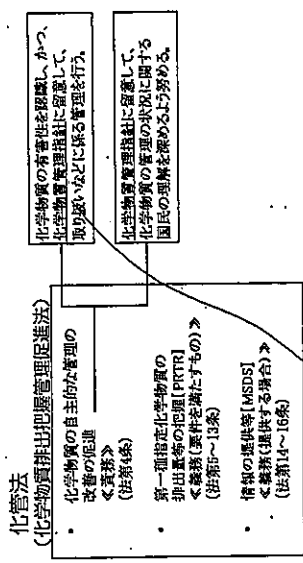 化管法
(化学物質排出把握管理促進法)
• 化学物質の自主的な管理の
改善の促進
≪責務≫
(法第4条)
• 第一種指定化学物質の
排出量等の把握[PRTR]
≪義務(要件を満たすもの)≫
(法第5～13条)
• 情報の提供等[MSDS]
≪義務(提供する場合)≫
(法第14～16条)
化学物質の有害性を認識し、かつ、
化学物質管理指針に留意して、
取り扱いなどに係る管理を行う。
化学物質管理指針に留意して、
化学物質の管理の状況に関する
国民の理解を深めるよう努める。